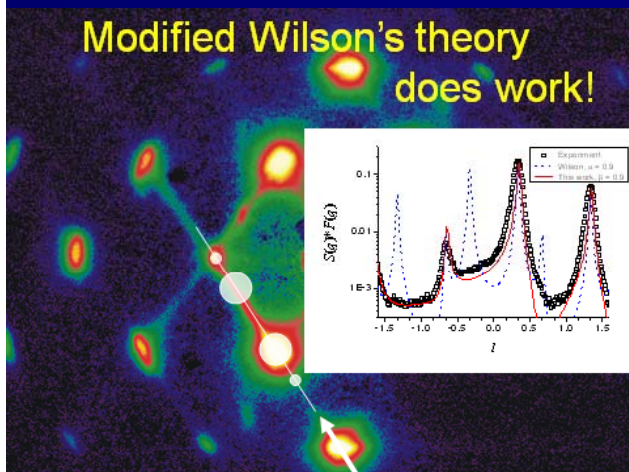 Modified Wilson's theory
does work!
Experiment
Wilson, α = 0.9
This work, β = 0.9
S(q)*F(q)
0.1
0.01
1E-3
-1.5 -1.0 -0.5 0.0 0.5 1.0 1.5
l